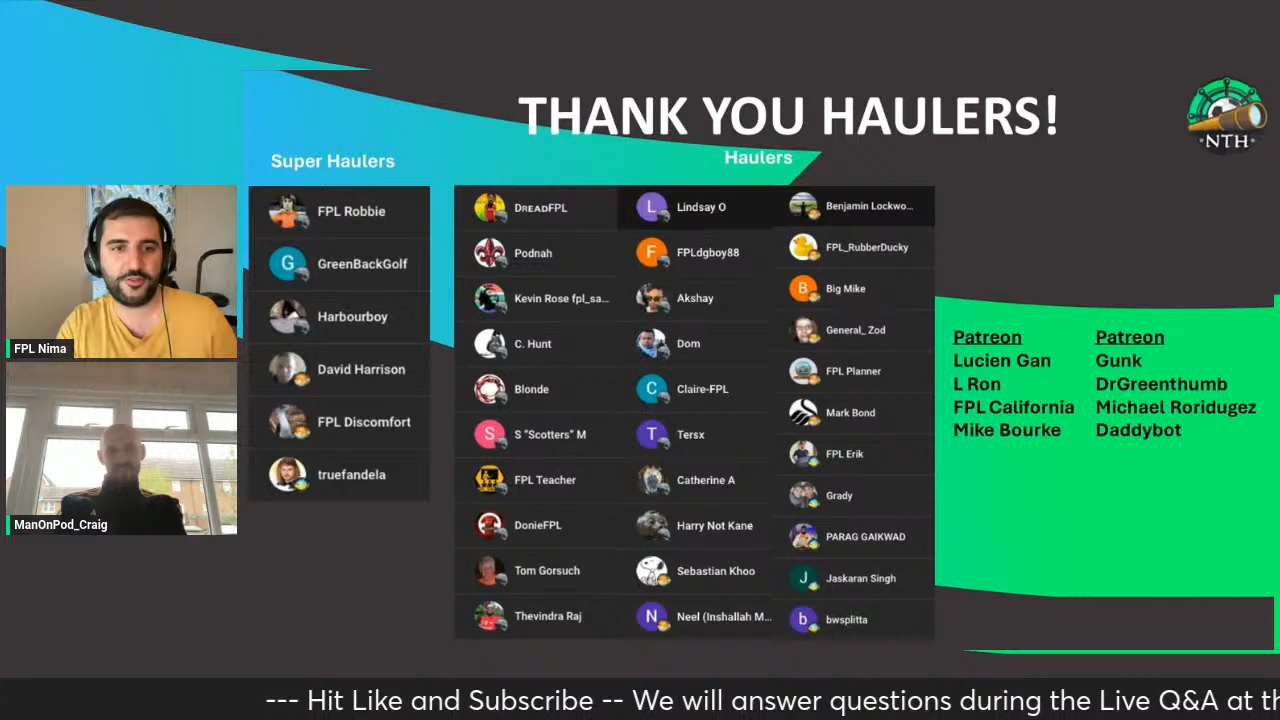 THANK YOU HAULERS!
NTH
Super Haulers
Haulers
FPL Robbie
G
GreenBackGolf
Harbourboy
David Harrison
FPL Discomfort
truefandela
DREADFPL
Podnah
Kevin Rose fpl_sa...
C. Hunt
Blonde
S
S "Scotters" M
FPL Teacher
DonieFPL
Tom Gorsuch
Thevindra Raj
L
Lindsay O
F
FPLdgboy88
Akshay
Dom
C
Claire-FPL
T
Tersx
Catherine A
Harry Not Kane
Sebastian Khoo
N
Neel (Inshallah M...
Benjamin Lockwo...
FPL_RubberDucky
B
Big Mike
General_ Zod
FPL Planner
Mark Bond
FPL Erik
Grady
PARAG GAIKWAD
J
Jaskaran Singh
b
bwsplitta
Patreon
Lucien Gan
L Ron
FPL California
Mike Bourke
Patreon
Gunk
DrGreenthumb
Michael Roridugez
Daddybot
FPL Nima
ManOnPod_Craig
--- Hit Like and Subscribe -- We will answer questions during the Live Q&A at th